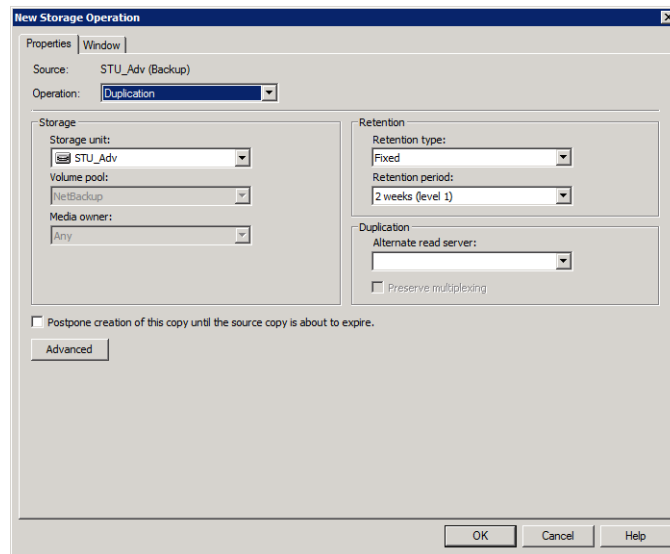 New Storage Operation
Properties
Window
Source:
STU_Adv (Backup)
Operation:
Duplication
Storage
Storage unit:
STU_Adv
Volume pool:
NetBackup
Media owner:
Any
Retention
Retention type:
Fixed
Retention period:
2 weeks (level 1)
Duplication
Alternate read server:
Preserve multiplexing
Postpone creation of this copy until the source copy is about to expire.
Advanced
OK
Cancel
Help